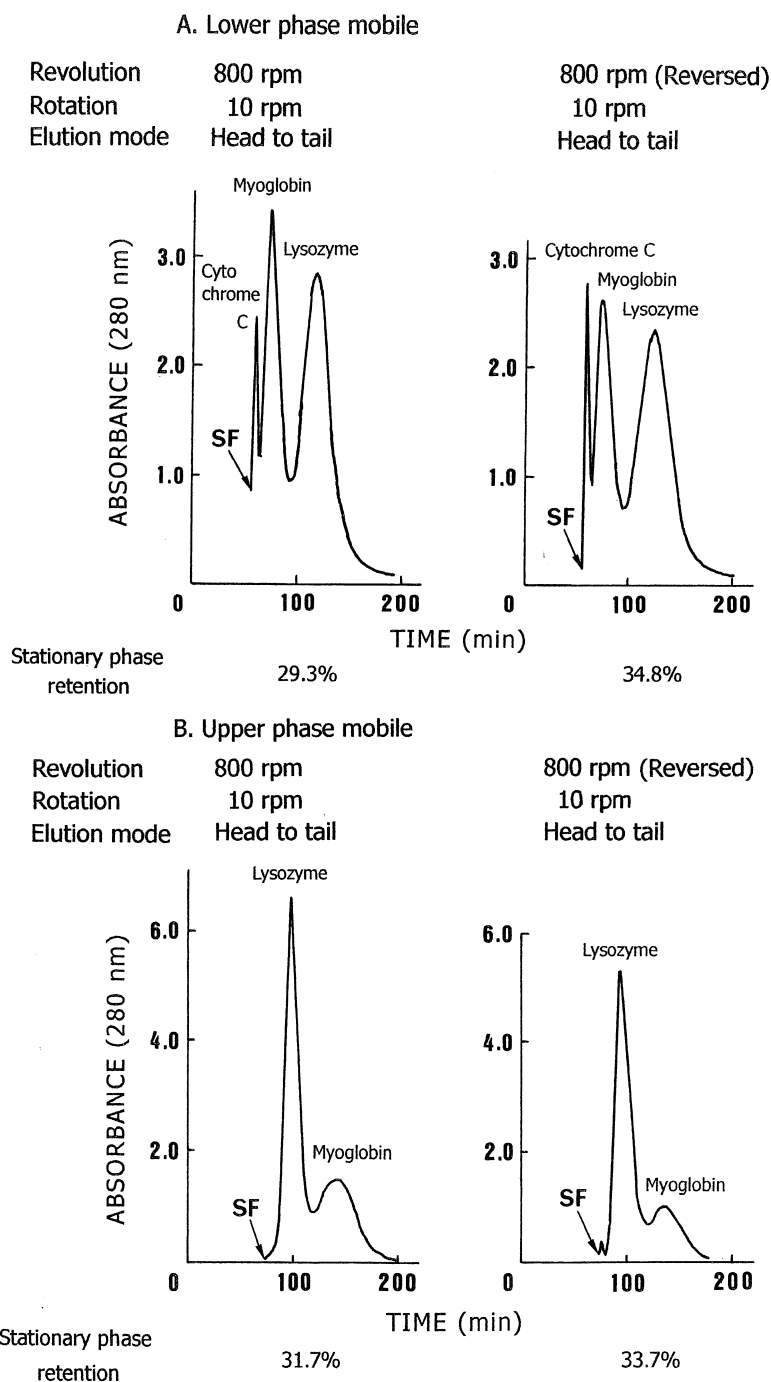 A. Lower phase mobile
Revolution 800 rpm 800 rpm (Reversed)
Rotation 10 rpm 10 rpm
Elution mode Head to tail Head to tail
Myoglobin
Lysozyme
Cyto
chrome
C
SF
ABSORBANCE (280 nm)
3.0
2.0
1.0
0 100 200
Cytochrome C
Myoglobin
Lysozyme
SF
3.0
2.0
1.0
0 100 200
TIME (min)
Stationary phase
retention
29.3% 34.8%
B. Upper phase mobile
Revolution 800 rpm 800 rpm (Reversed)
Rotation 10 rpm 10 rpm
Elution mode Head to tail Head to tail
Lysozyme
Myoglobin
SF
ABSORBANCE (280 nm)
6.0
4.0
2.0
0 100 200
Lysozyme
Myoglobin
SF
6.0
4.0
2.0
0 100 200
TIME (min)
Stationary phase
retention
31.7% 33.7%